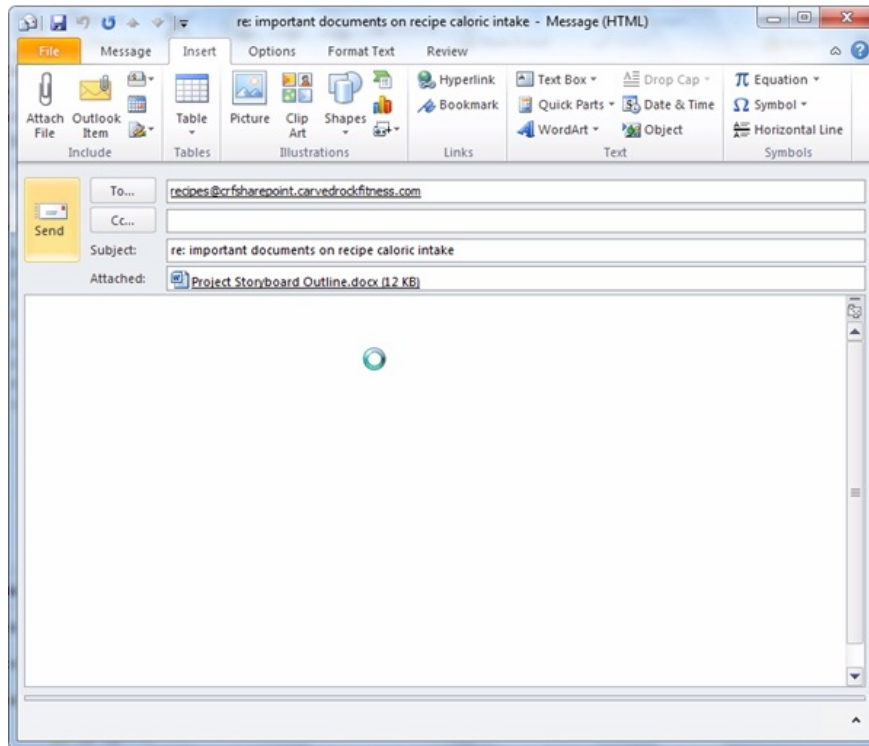 re: important documents on recipe caloric intake - Message (HTML)
File Message Insert Options Format Text Review
Attach File
Outlook Item
Include
Table
Tables
Picture
Clip Art
Shapes
Illustrations
Hyperlink
Bookmark
Links
Text Box
Quick Parts
WordArt
Drop Cap
Date & Time
Object
Text
Equation
Symbol
Horizontal Line
Symbols
Send
To... recipes@crfsharepoint.carvedrockfitness.com
Cc...
Subject: re: important documents on recipe caloric intake
Attached: Project Storyboard Outline.docx (12 KB)